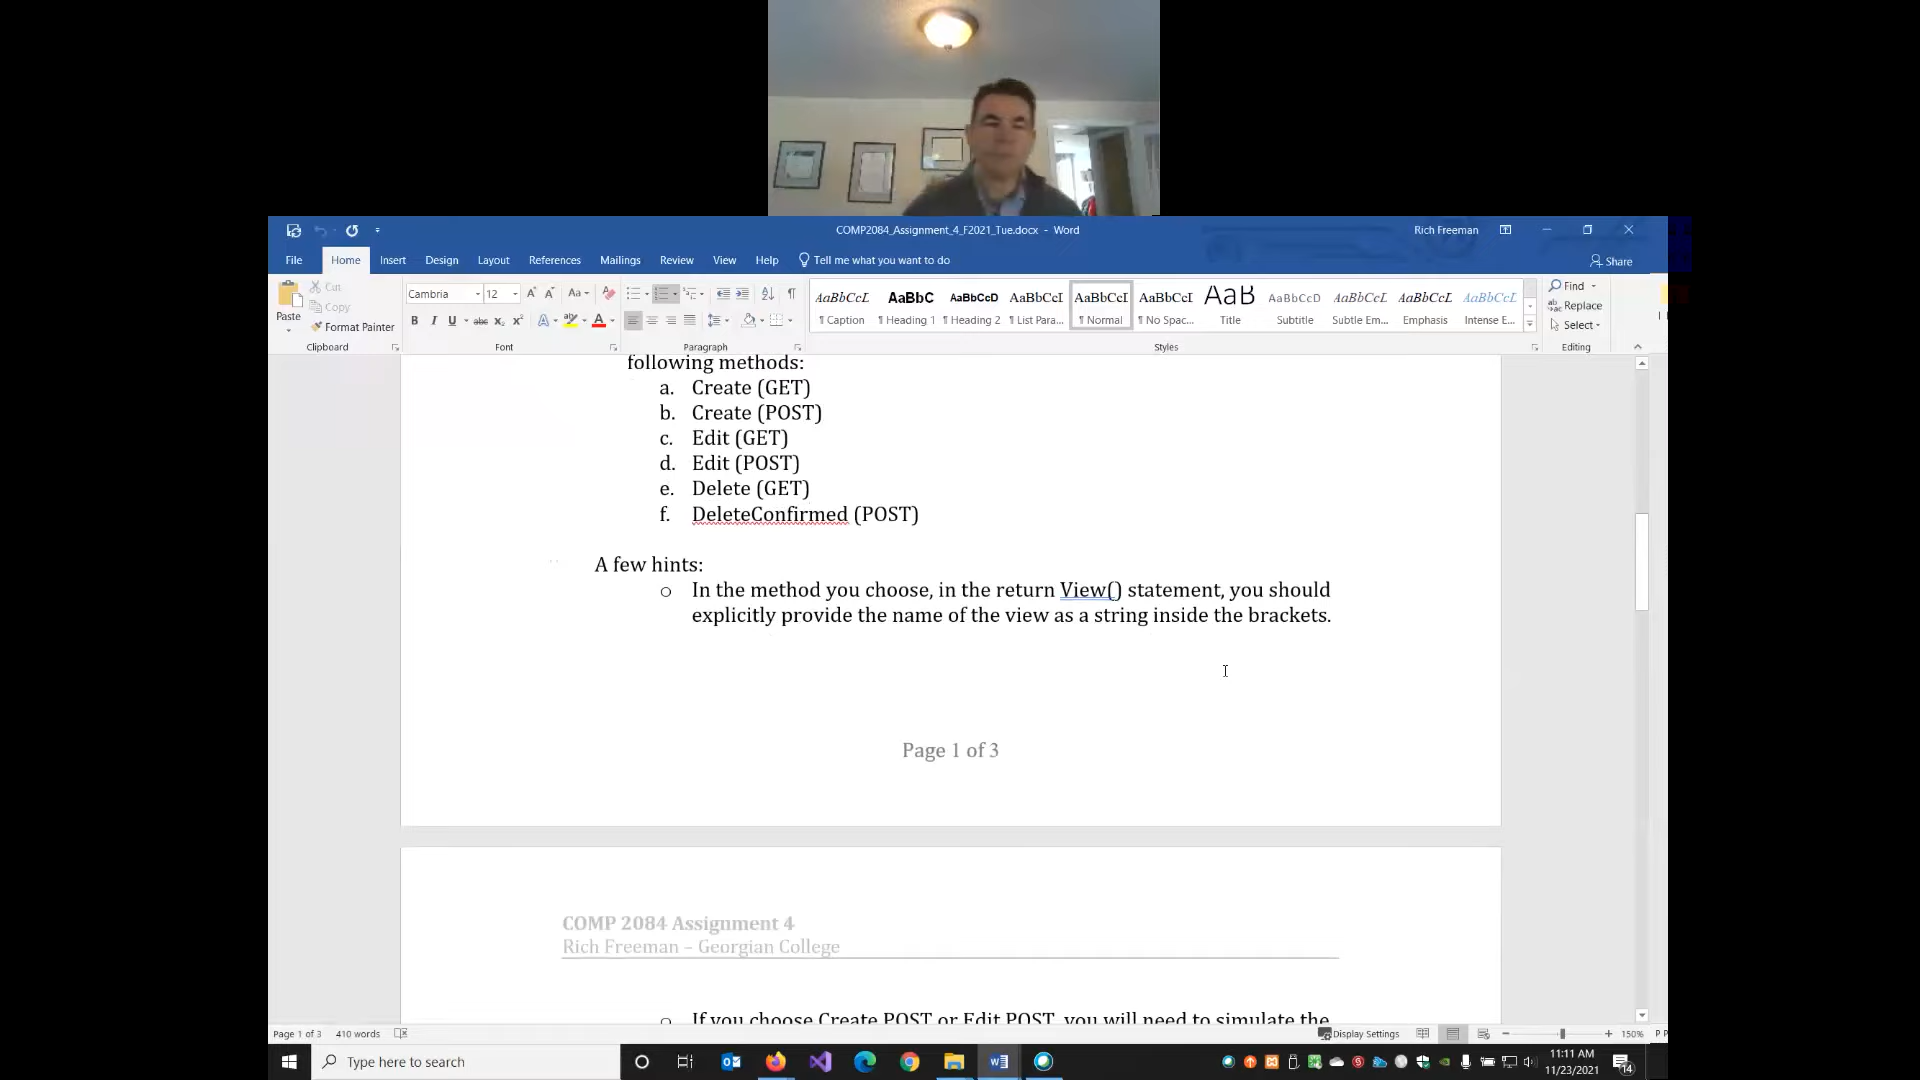 COMP2084_Assignment_4_F2021_Tue.docx - Word
Rich Freeman
File Home Insert Design Layout References Mailings Review View Help Tell me what you want to do
Share
Paste
Cut
Copy
Format Painter
Clipboard
Cambria 12
Font
Paragraph
AaBbCcL AaBbC AaBbCcD AaBbCcI AaBbCcI AaBbCcI AaB AaBbCcD AaBbCcL AaBbCcL AaBbCcL
¶ Caption ¶ Heading 1 ¶ Heading 2 ¶ List Para... ¶ Normal ¶ No Spac... Title Subtitle Subtle Em... Emphasis Intense E...
Styles
Find
Replace
Select
Editing
following methods:
a. Create (GET)
b. Create (POST)
c. Edit (GET)
d. Edit (POST)
e. Delete (GET)
f. DeleteConfirmed (POST)
A few hints:
o In the method you choose, in the return View() statement, you should
explicitly provide the name of the view as a string inside the brackets.
Page 1 of 3
COMP 2084 Assignment 4
Rich Freeman – Georgian College
o If you choose Create POST or Edit POST, you will need to simulate the
Page 1 of 3 410 words
Display Settings
150%
Type here to search
11:11 AM
11/23/2021
14